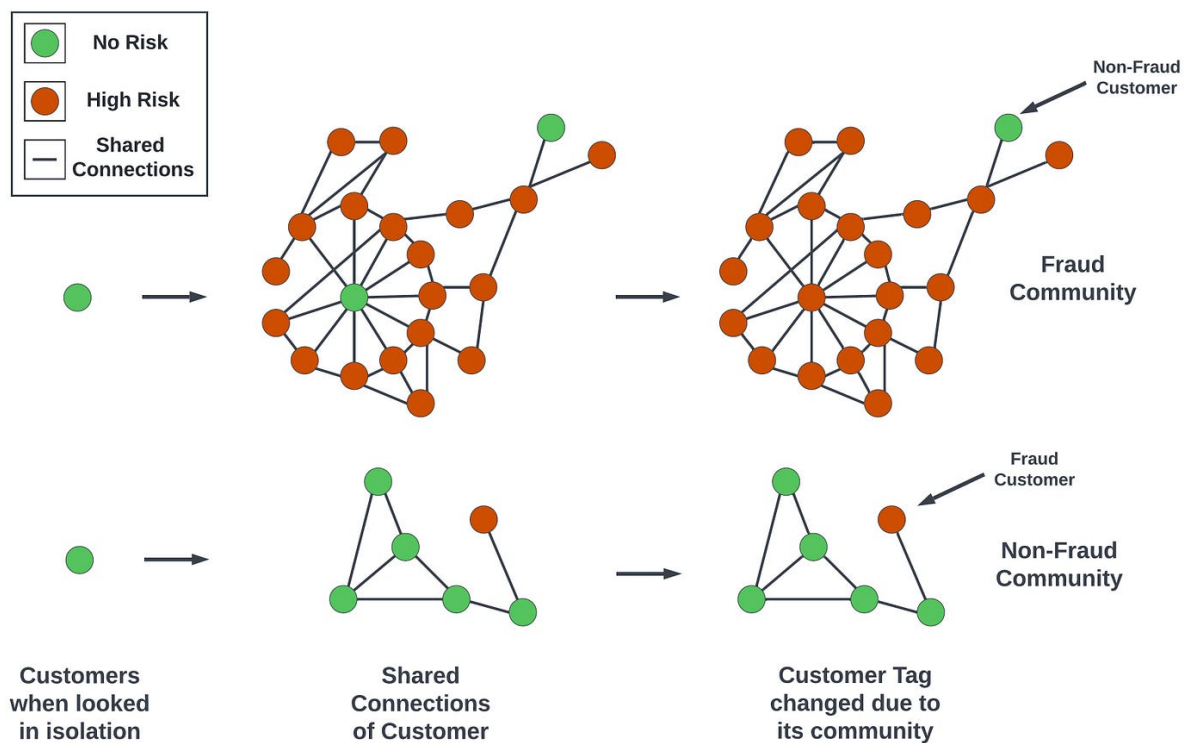 No Risk
High Risk
Shared
Connections
Non-Fraud
Customer
Fraud
Community
Fraud
Customer
Non-Fraud
Community
Customers
when looked
in isolation
Shared
Connections
of Customer
Customer Tag
changed due to
its community